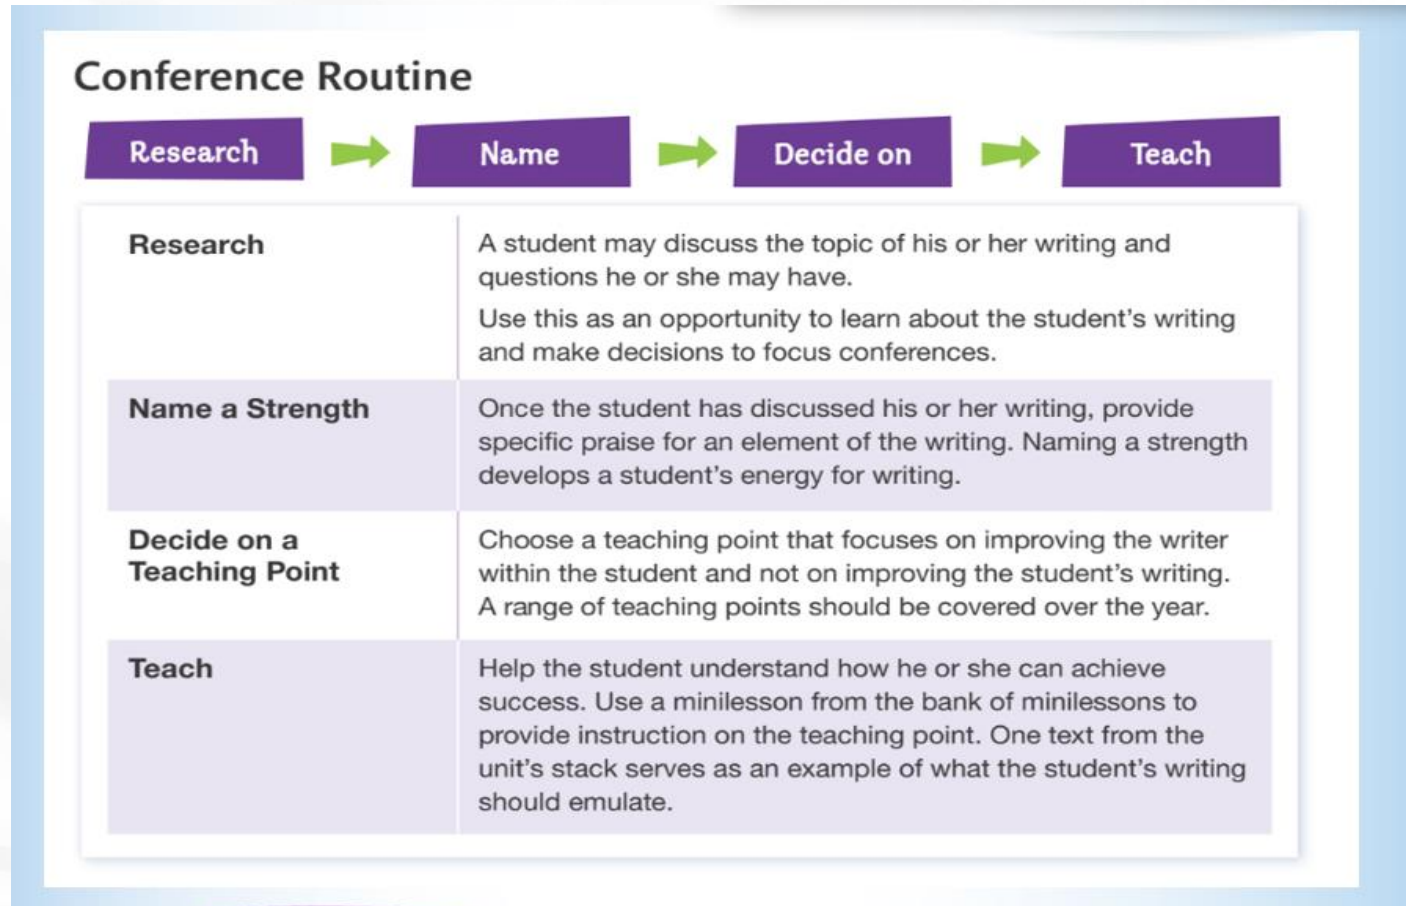 Conference Routine
Research
Name
Decide on
Teach
Research
A student may discuss the topic of his or her writing and
questions he or she may have.
Use this as an opportunity to learn about the student's writing
and make decisions to focus conferences.
Name a Strength
Once the student has discussed his or her writing, provide
specific praise for an element of the writing. Naming a strength
develops a student's energy for writing.
Decide on a
Teaching Point
Choose a teaching point that focuses on improving the writer
within the student and not on improving the student's writing.
A range of teaching points should be covered over the year.
Teach
Help the student understand how he or she can achieve
success. Use a minilesson from the bank of minilessons to
provide instruction on the teaching point. One text from the
unit's stack serves as an example of what the student's writing
should emulate.